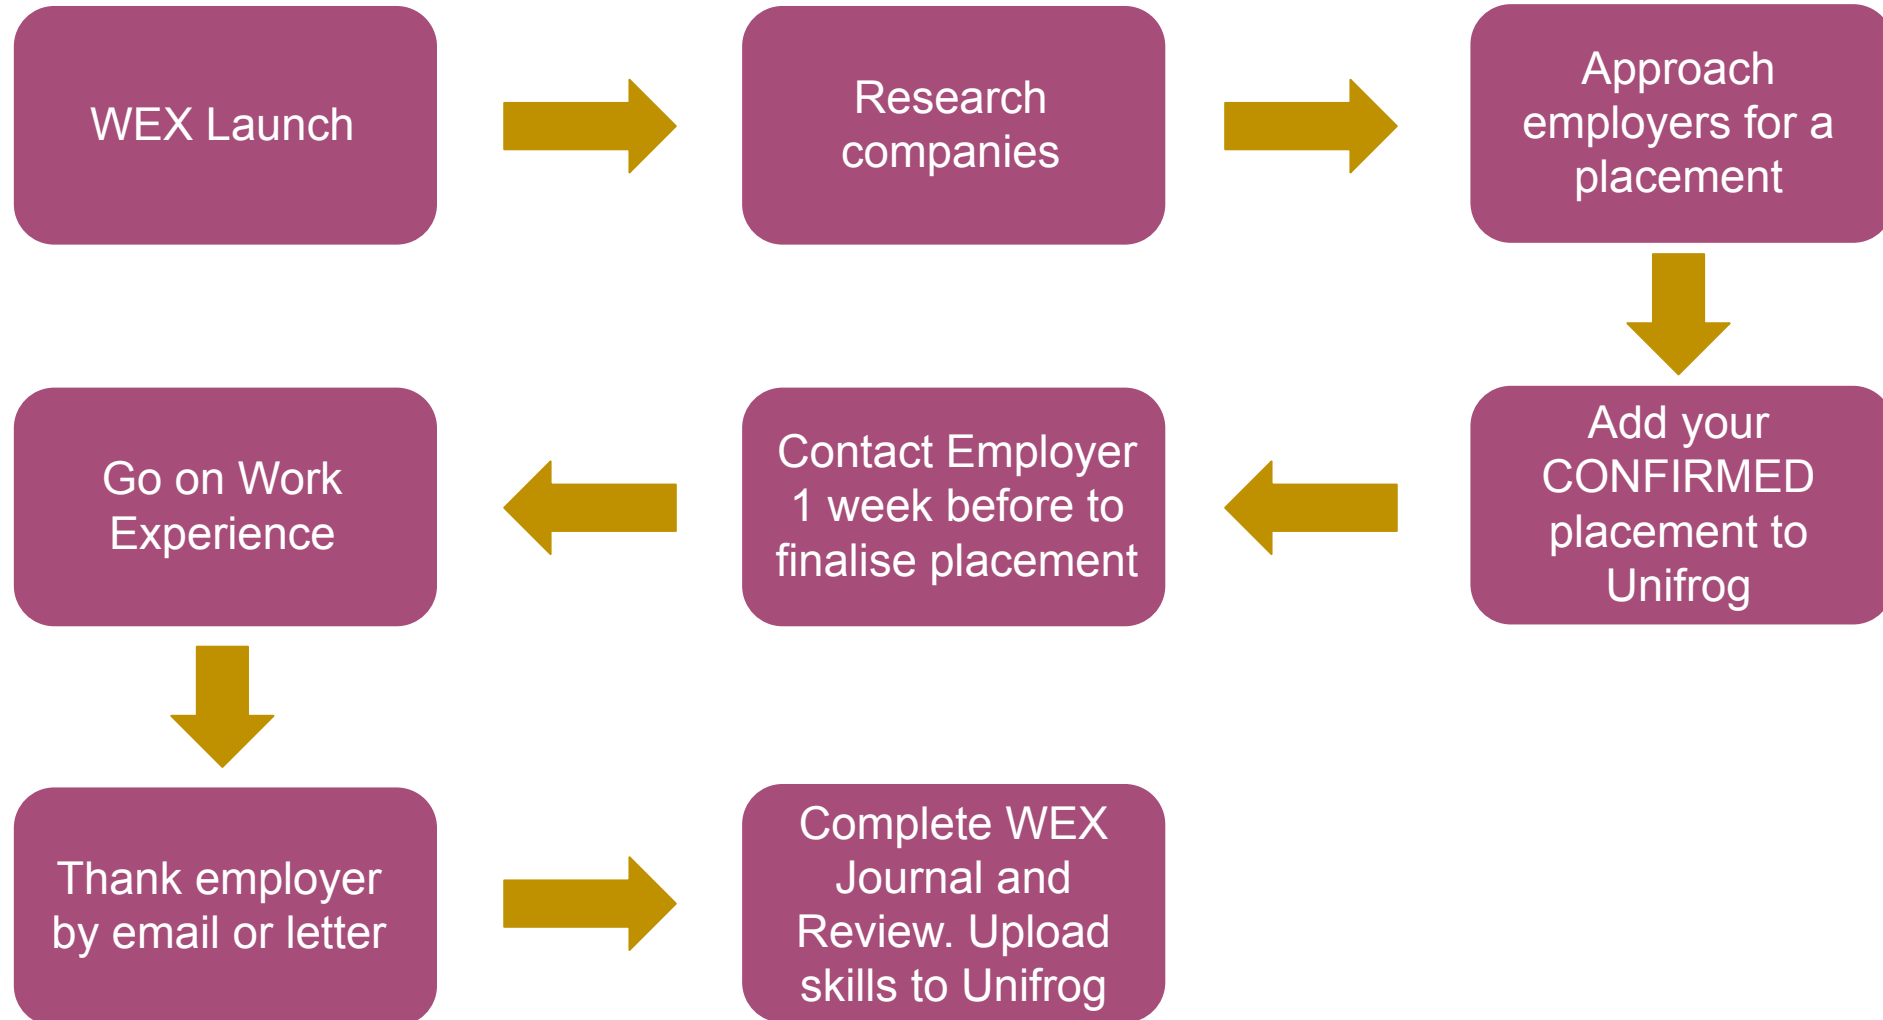 WEX Launch
Research
companies
Approach
employers for a
placement
Add your
CONFIRMED
placement to
Unifrog
Contact Employer
1 week before to
finalise placement
Go on Work
Experience
Thank employer
by email or letter
Complete WEX
Journal and
Review. Upload
skills to Unifrog